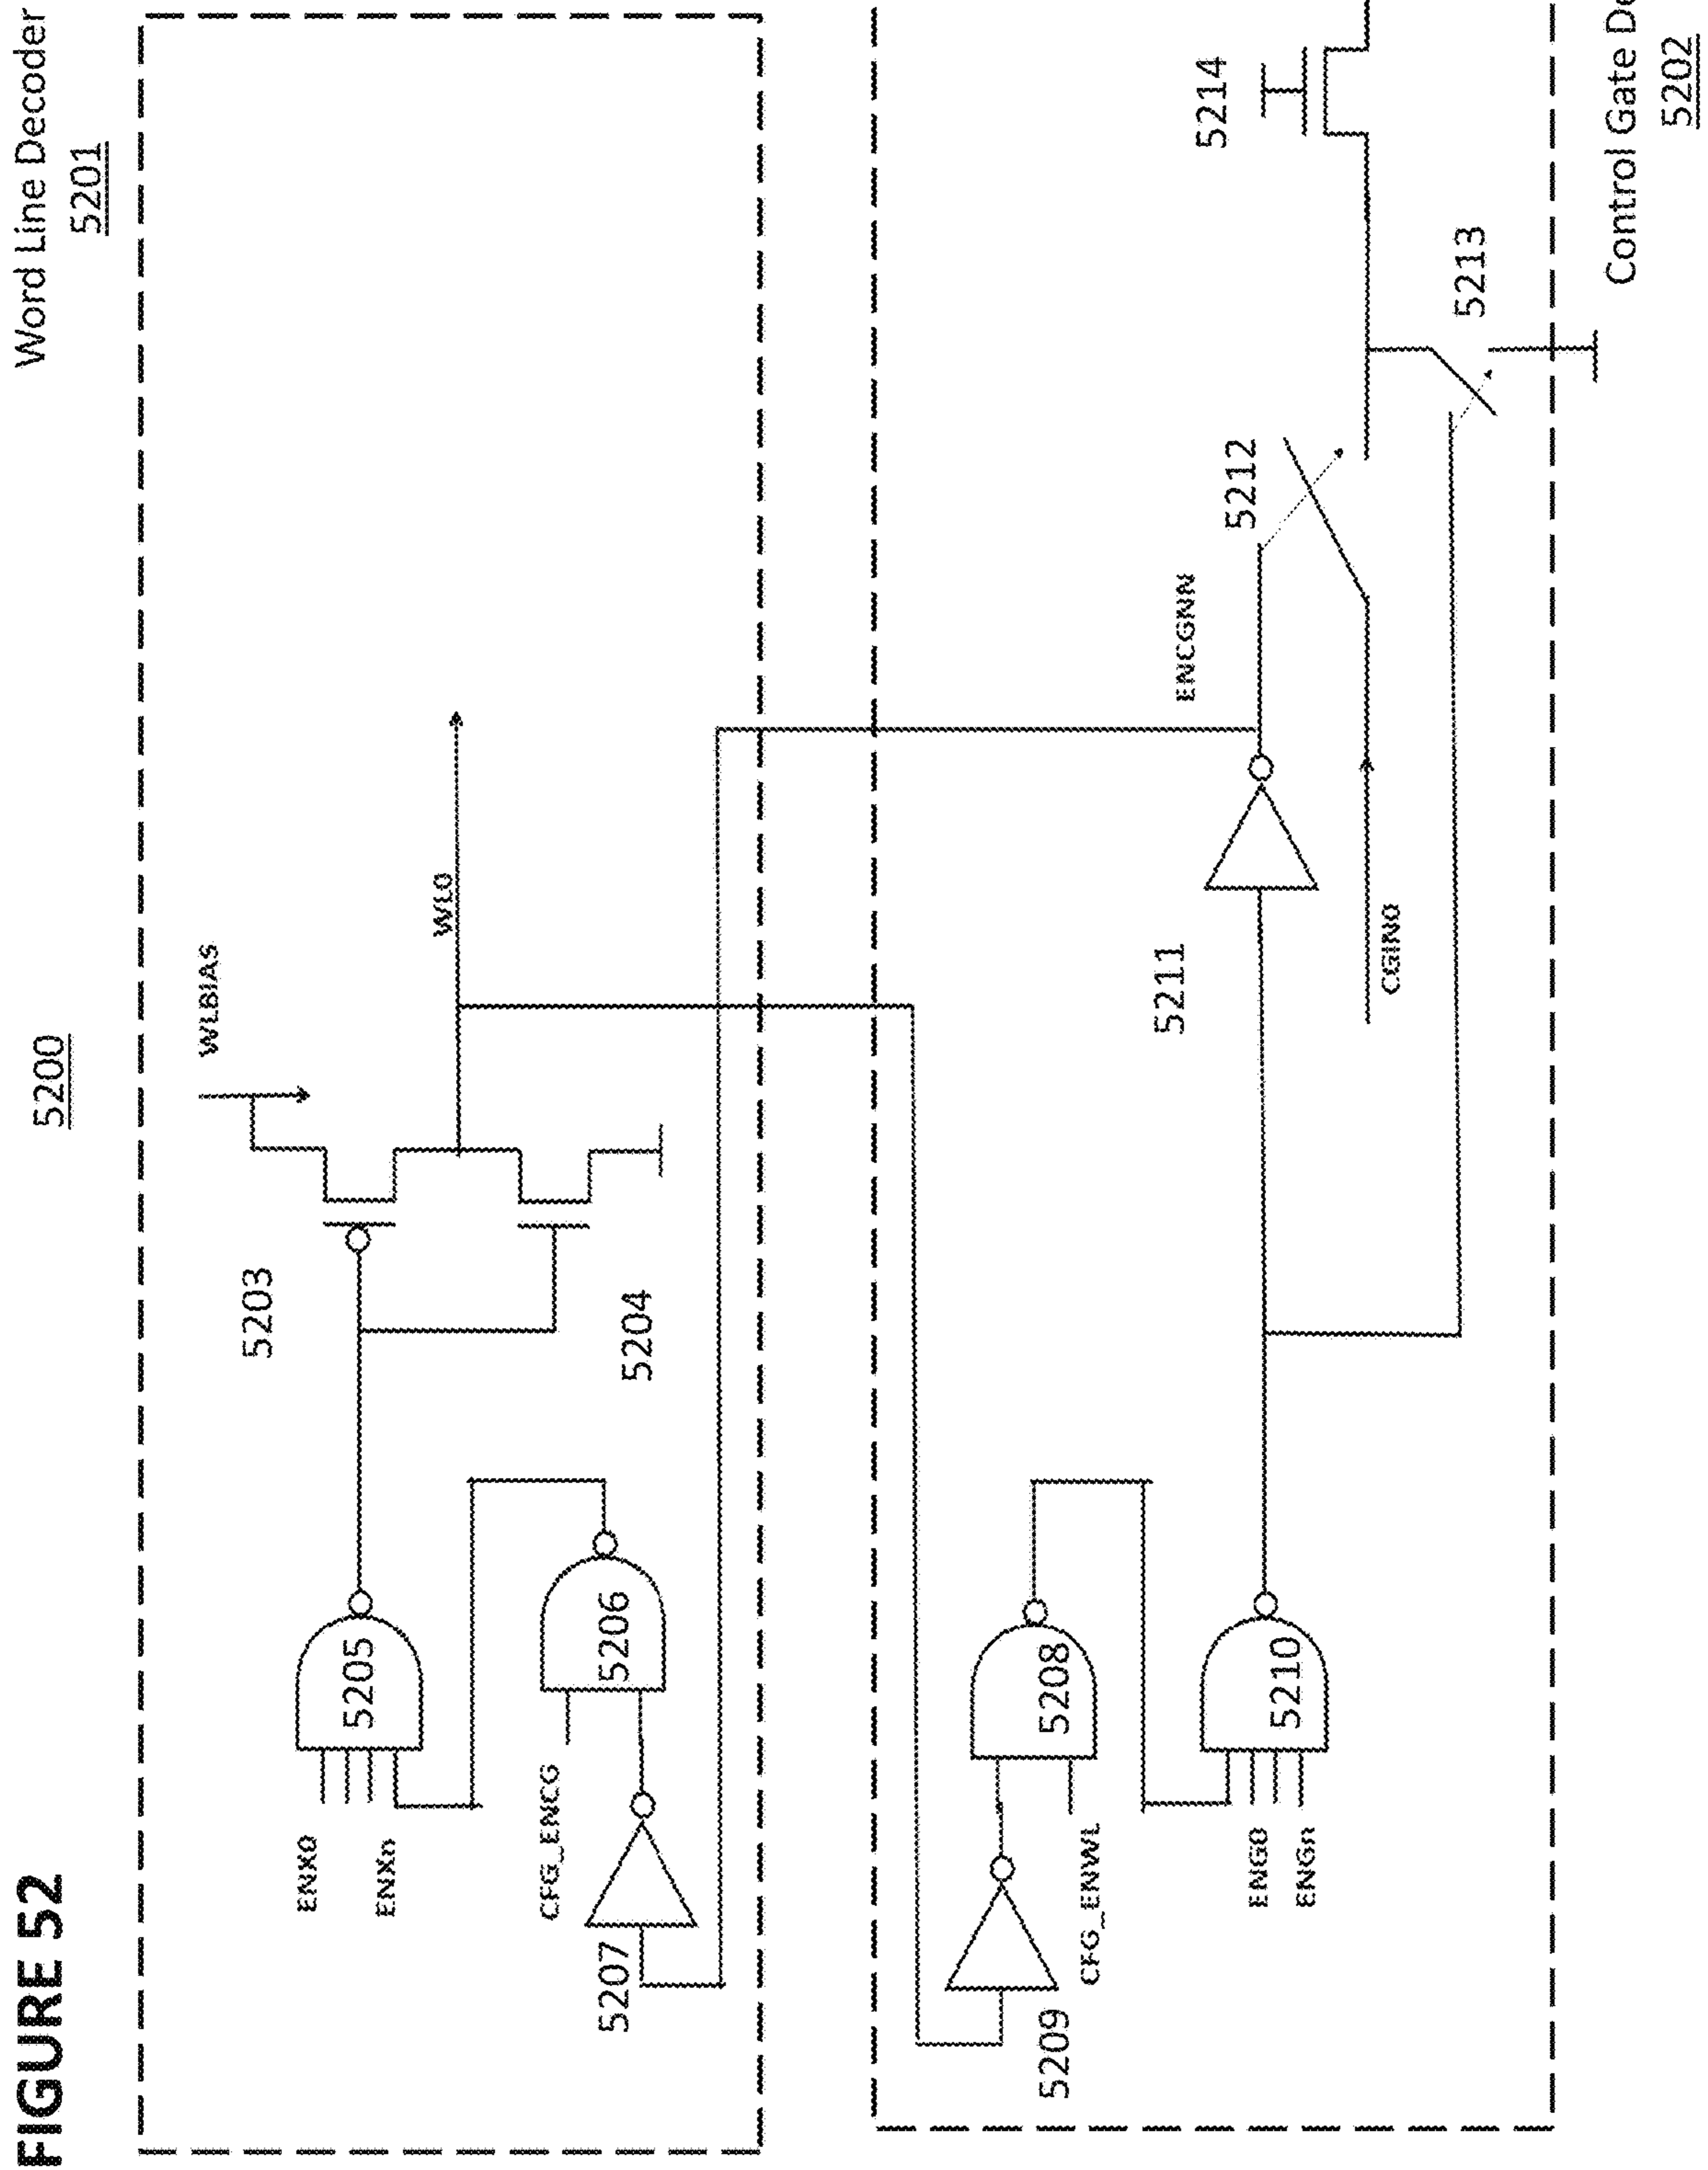 FIGURE 52
5200
Word Line Decoder
5201
WLBIAS
5203
WL0
5204
ENX0
ENXn
5205
CFG_ENCG
5206
5207
5209
CFG_ENWL
5208
ENG0
ENGn
5210
5211
ENCGNN
CGIN0
5212
5213
5214
Control Gate De
5202